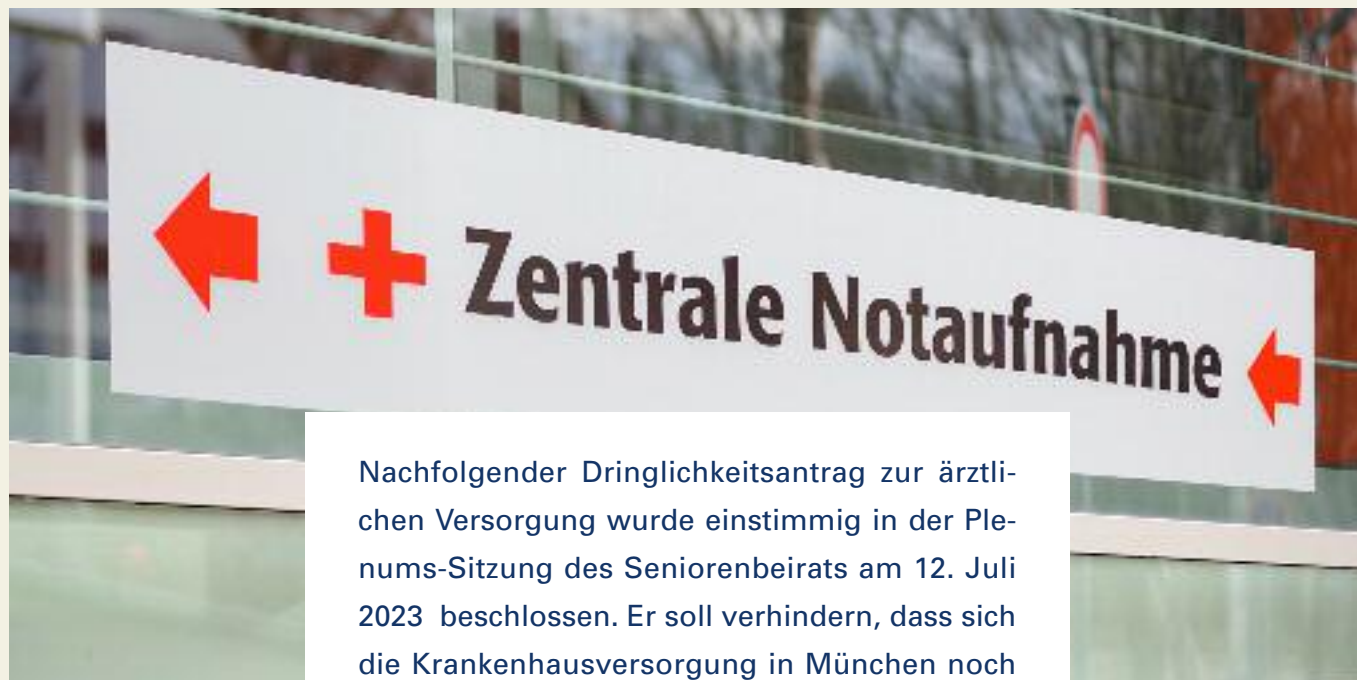 Zentrale Notaufnahme
Nachfolgender Dringlichkeitsantrag zur ärztli-
chen Versorgung wurde einstimmig in der Ple-
nums-Sitzung des Seniorenbeirats am 12. Juli
2023 beschlossen. Er soll verhindern, dass sich
die Krankenhausversorgung in München noch